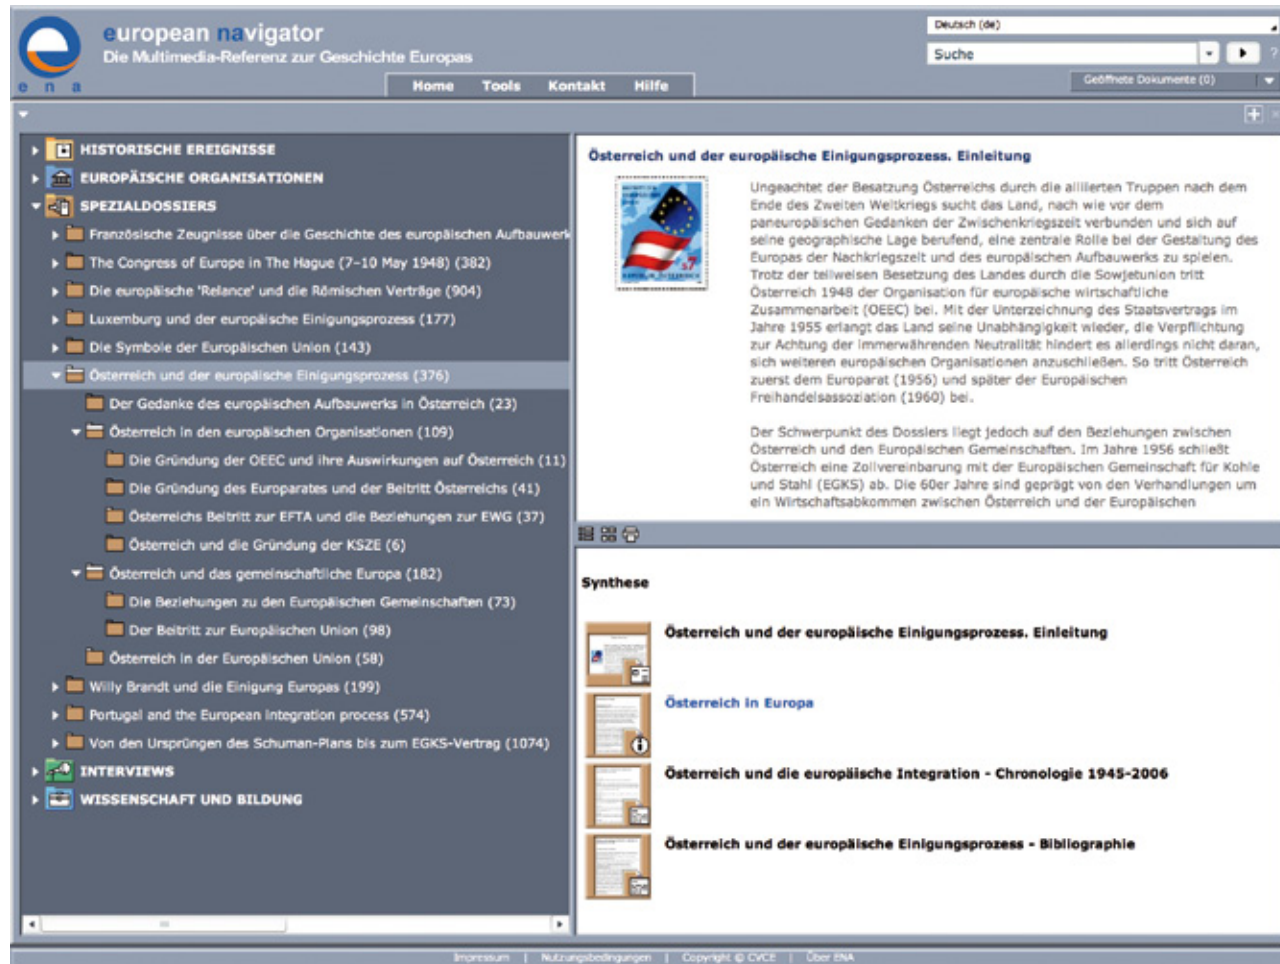 european navigator
Die Multimedia-Referenz zur Geschichte Europas
e n a
Home Tools Kontakt Hilfe
Deutsch (de)
Suche
?
Geöffnete Dokumente (0)
HISTORISCHE EREIGNISSE
EUROPÄISCHE ORGANISATIONEN
SPEZIALDOSSIERS
Französische Zeugnisse über die Geschichte des europäischen Aufbauwerk
The Congress of Europe in The Hague (7-10 May 1948) (382)
Die europäische 'Relance' und die Römischen Verträge (904)
Luxemburg und der europäische Einigungsprozess (177)
Die Symbole der Europäischen Union (143)
Österreich und der europäische Einigungsprozess (376)
Der Gedanke des europäischen Aufbauwerks in Österreich (23)
Österreich in den europäischen Organisationen (109)
Die Gründung der OEEC und ihre Auswirkungen auf Österreich (11)
Die Gründung des Europarates und der Beitritt Österreichs (41)
Österreichs Beitritt zur EFTA und die Beziehungen zur EWG (37)
Österreich und die Gründung der KSZE (6)
Österreich und das gemeinschaftliche Europa (182)
Die Beziehungen zu den Europäischen Gemeinschaften (73)
Der Beitritt zur Europäischen Union (98)
Österreich in der Europäischen Union (58)
Willy Brandt und die Einigung Europas (199)
Portugal and the European integration process (574)
Von den Ursprüngen des Schuman-Plans bis zum EGKS-Vertrag (1074)
INTERVIEWS
WISSENSCHAFT UND BILDUNG
Österreich und der europäische Einigungsprozess. Einleitung
Ungeachtet der Besatzung Österreichs durch die alliierten Truppen nach dem
Ende des Zweiten Weltkriegs sucht das Land, nach wie vor dem
paneuropäischen Gedanken der Zwischenkriegszeit verbunden und sich auf
seine geographische Lage berufend, eine zentrale Rolle bei der Gestaltung des
Europas der Nachkriegszeit und des europäischen Aufbauwerks zu spielen.
Trotz der teilweisen Besetzung des Landes durch die Sowjetunion tritt
Österreich 1948 der Organisation für europäische wirtschaftliche
Zusammenarbeit (OEEC) bei. Mit der Unterzeichnung des Staatsvertrags im
Jahre 1955 erlangt das Land seine Unabhängigkeit wieder, die Verpflichtung
zur Achtung der immerwährenden Neutralität hindert es allerdings nicht daran,
sich weiteren europäischen Organisationen anzuschließen. So tritt Österreich
zuerst dem Europarat (1956) und später der Europäischen
Freihandelsassoziation (1960) bei.
Der Schwerpunkt des Dossiers liegt jedoch auf den Beziehungen zwischen
Österreich und den Europäischen Gemeinschaften. Im Jahre 1956 schließt
Österreich eine Zollvereinbarung mit der Europäischen Gemeinschaft für Kohle
und Stahl (EGKS) ab. Die 60er Jahre sind geprägt von den Verhandlungen um
ein Wirtschaftsabkommen zwischen Österreich und der Europäischen
Synthese
Österreich und der europäische Einigungsprozess. Einleitung
Österreich in Europa
Österreich und die europäische Integration - Chronologie 1945-2006
Österreich und der europäische Einigungsprozess - Bibliographie
Impressum | Nutzungsbedingungen | Copyright © CVCE | Über ENA